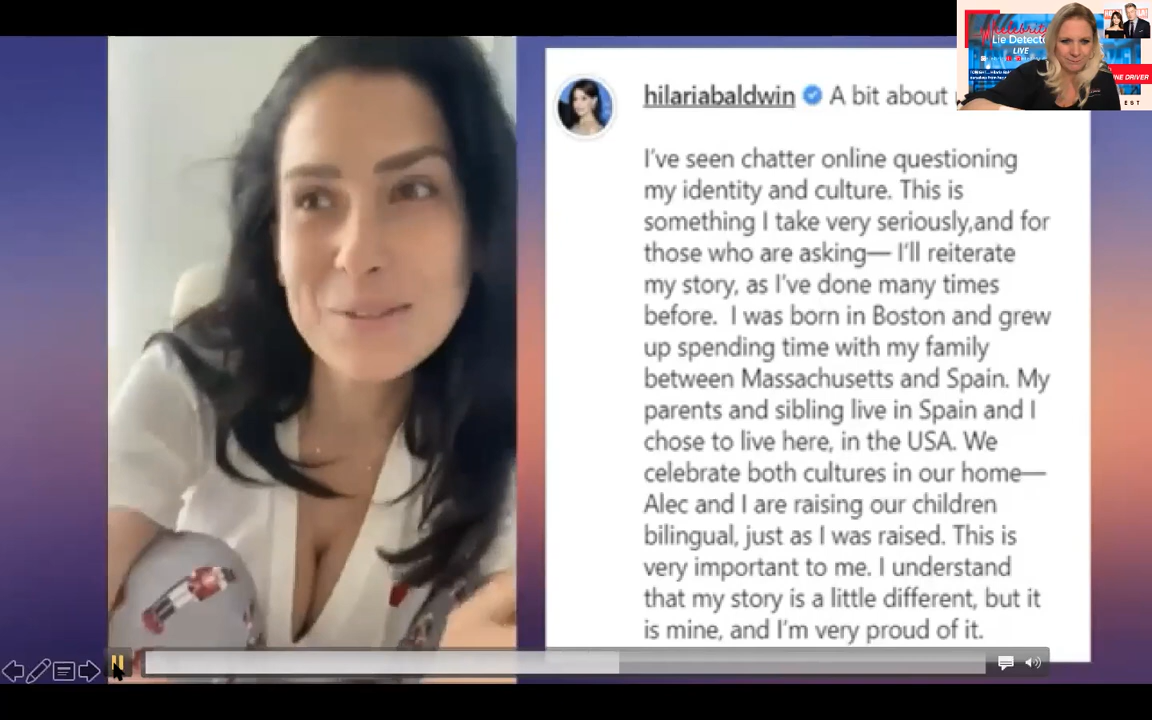 Lie Detecto
LIVE
NE DRIVER
hilariabaldwin A bit about
I've seen chatter online questioning
my identity and culture. This is
something I take very seriously,and for
those who are asking— I'll reiterate
my story, as I've done many times
before. I was born in Boston and grew
up spending time with my family
between Massachusetts and Spain. My
parents and sibling live in Spain and I
chose to live here, in the USA. We
celebrate both cultures in our home—
Alec and I are raising our children
bilingual, just as I was raised. This is
very important to me. I understand
that my story is a little different, but it
is mine, and I'm very proud of it.